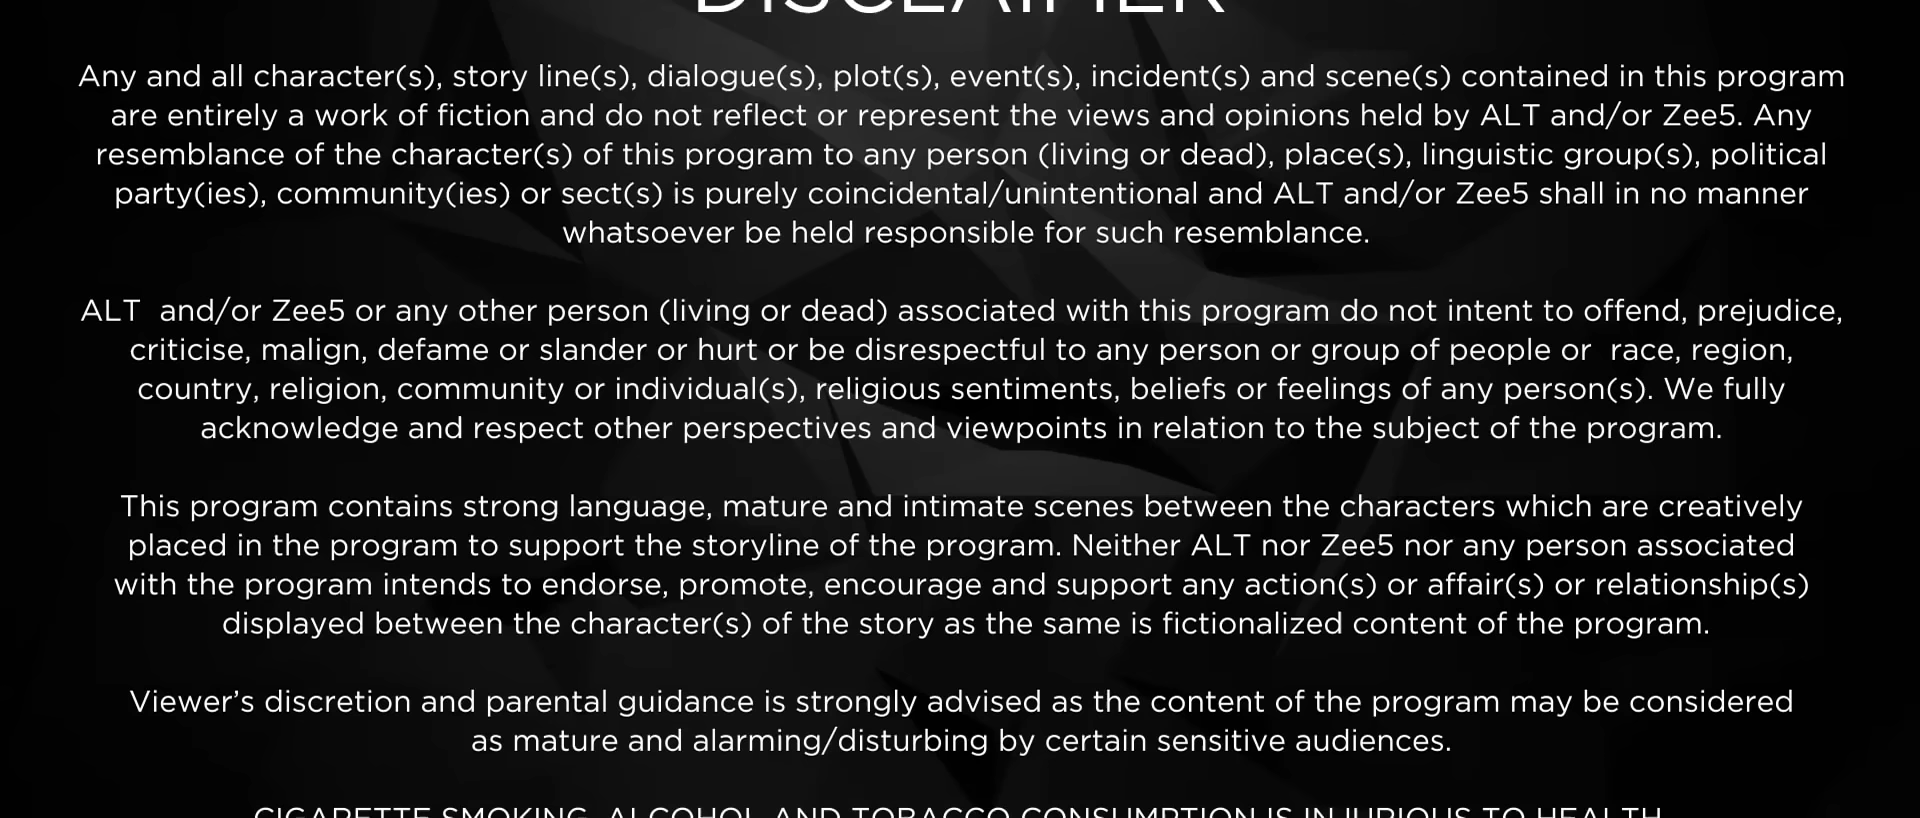 DISCLAIMER
Any and all character(s), story line(s), dialogue(s), plot(s), event(s), incident(s) and scene(s) contained in this program
are entirely a work of fiction and do not reflect or represent the views and opinions held by ALT and/or Zee5. Any
resemblance of the character(s) of this program to any person (living or dead), place(s), linguistic group(s), political
party(ies), community(ies) or sect(s) is purely coincidental/unintentional and ALT and/or Zee5 shall in no manner
whatsoever be held responsible for such resemblance.
ALT and/or Zee5 or any other person (living or dead) associated with this program do not intent to offend, prejudice,
criticise, malign, defame or slander or hurt or be disrespectful to any person or group of people or race, region,
country, religion, community or individual(s), religious sentiments, beliefs or feelings of any person(s). We fully
acknowledge and respect other perspectives and viewpoints in relation to the subject of the program.
This program contains strong language, mature and intimate scenes between the characters which are creatively
placed in the program to support the storyline of the program. Neither ALT nor Zee5 nor any person associated
with the program intends to endorse, promote, encourage and support any action(s) or affair(s) or relationship(s)
displayed between the character(s) of the story as the same is fictionalized content of the program.
Viewer’s discretion and parental guidance is strongly advised as the content of the program may be considered
as mature and alarming/disturbing by certain sensitive audiences.
CIGARETTE SMOKING, ALCOHOL AND TOBACCO CONSUMPTION IS INJURIOUS TO HEALTH